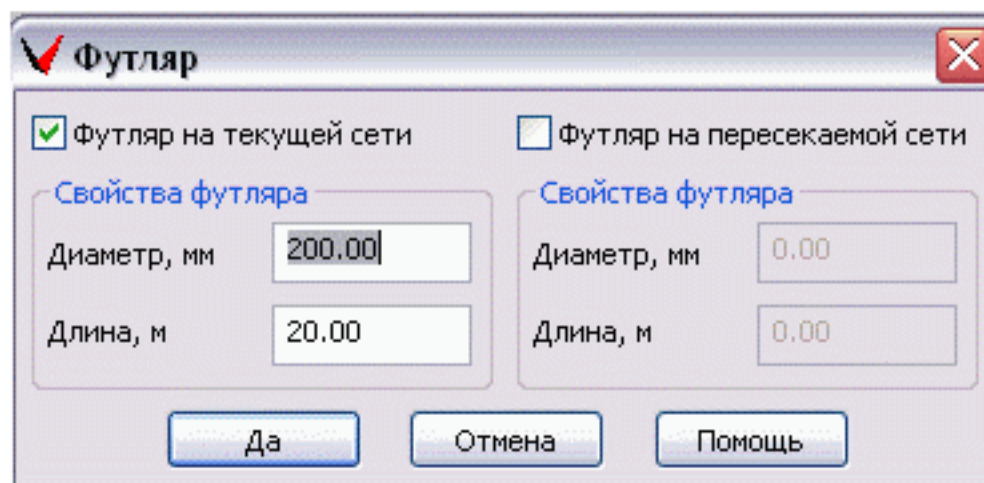 Футляр
Футляр на текущей сети Футляр на пересекаемой сети
Свойства футляра Свойства футляра
Диаметр, мм 200.00 Диаметр, мм 0.00
Длина, м 20.00 Длина, м 0.00
Да Отмена Помощь